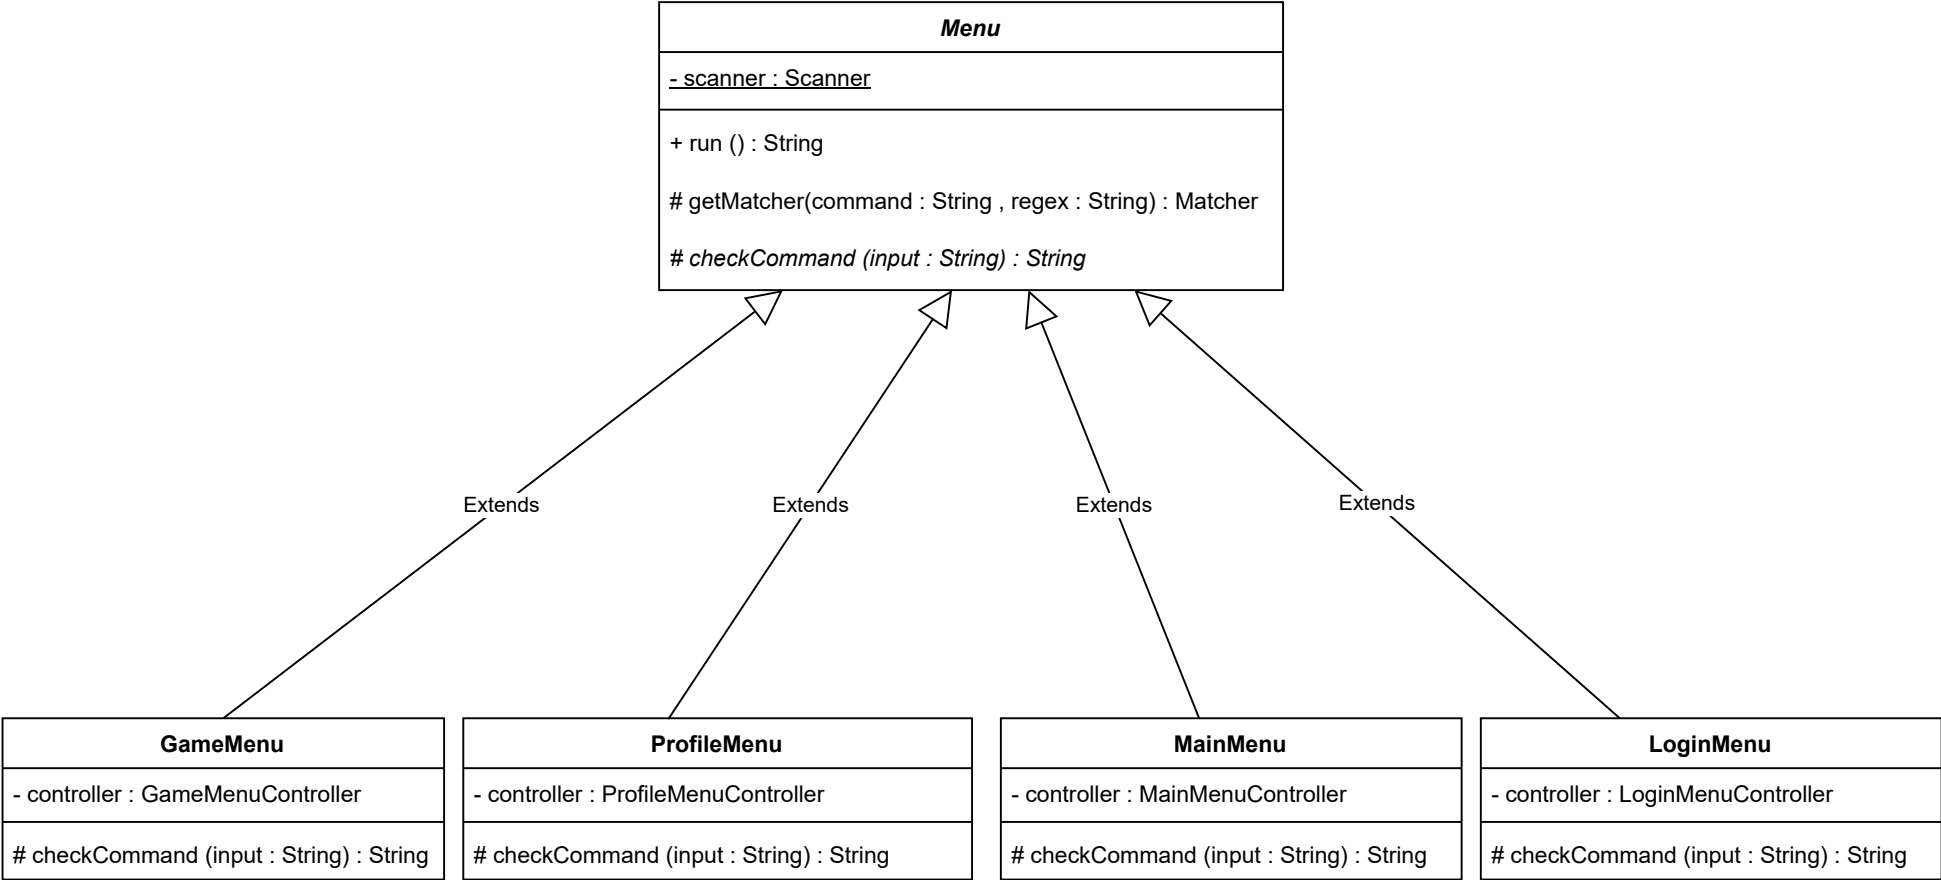 Menu
- scanner : Scanner
+ run () : String
# getMatcher(command : String , regex : String) : Matcher
# checkCommand (input : String) : String
Extends
Extends
Extends
Extends
GameMenu
- controller : GameMenuController
# checkCommand (input : String) : String
ProfileMenu
- controller : ProfileMenuController
# checkCommand (input : String) : String
MainMenu
- controller : MainMenuController
# checkCommand (input : String) : String
LoginMenu
- controller : LoginMenuController
# checkCommand (input : String) : String